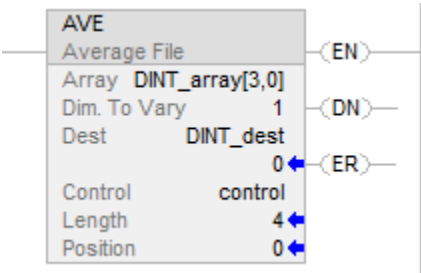 AVE
Average File
EN
Array DINT_array[3,0]
Dim. To Vary 1
DN
Dest DINT_dest
0
ER
Control control
Length 4
Position 0